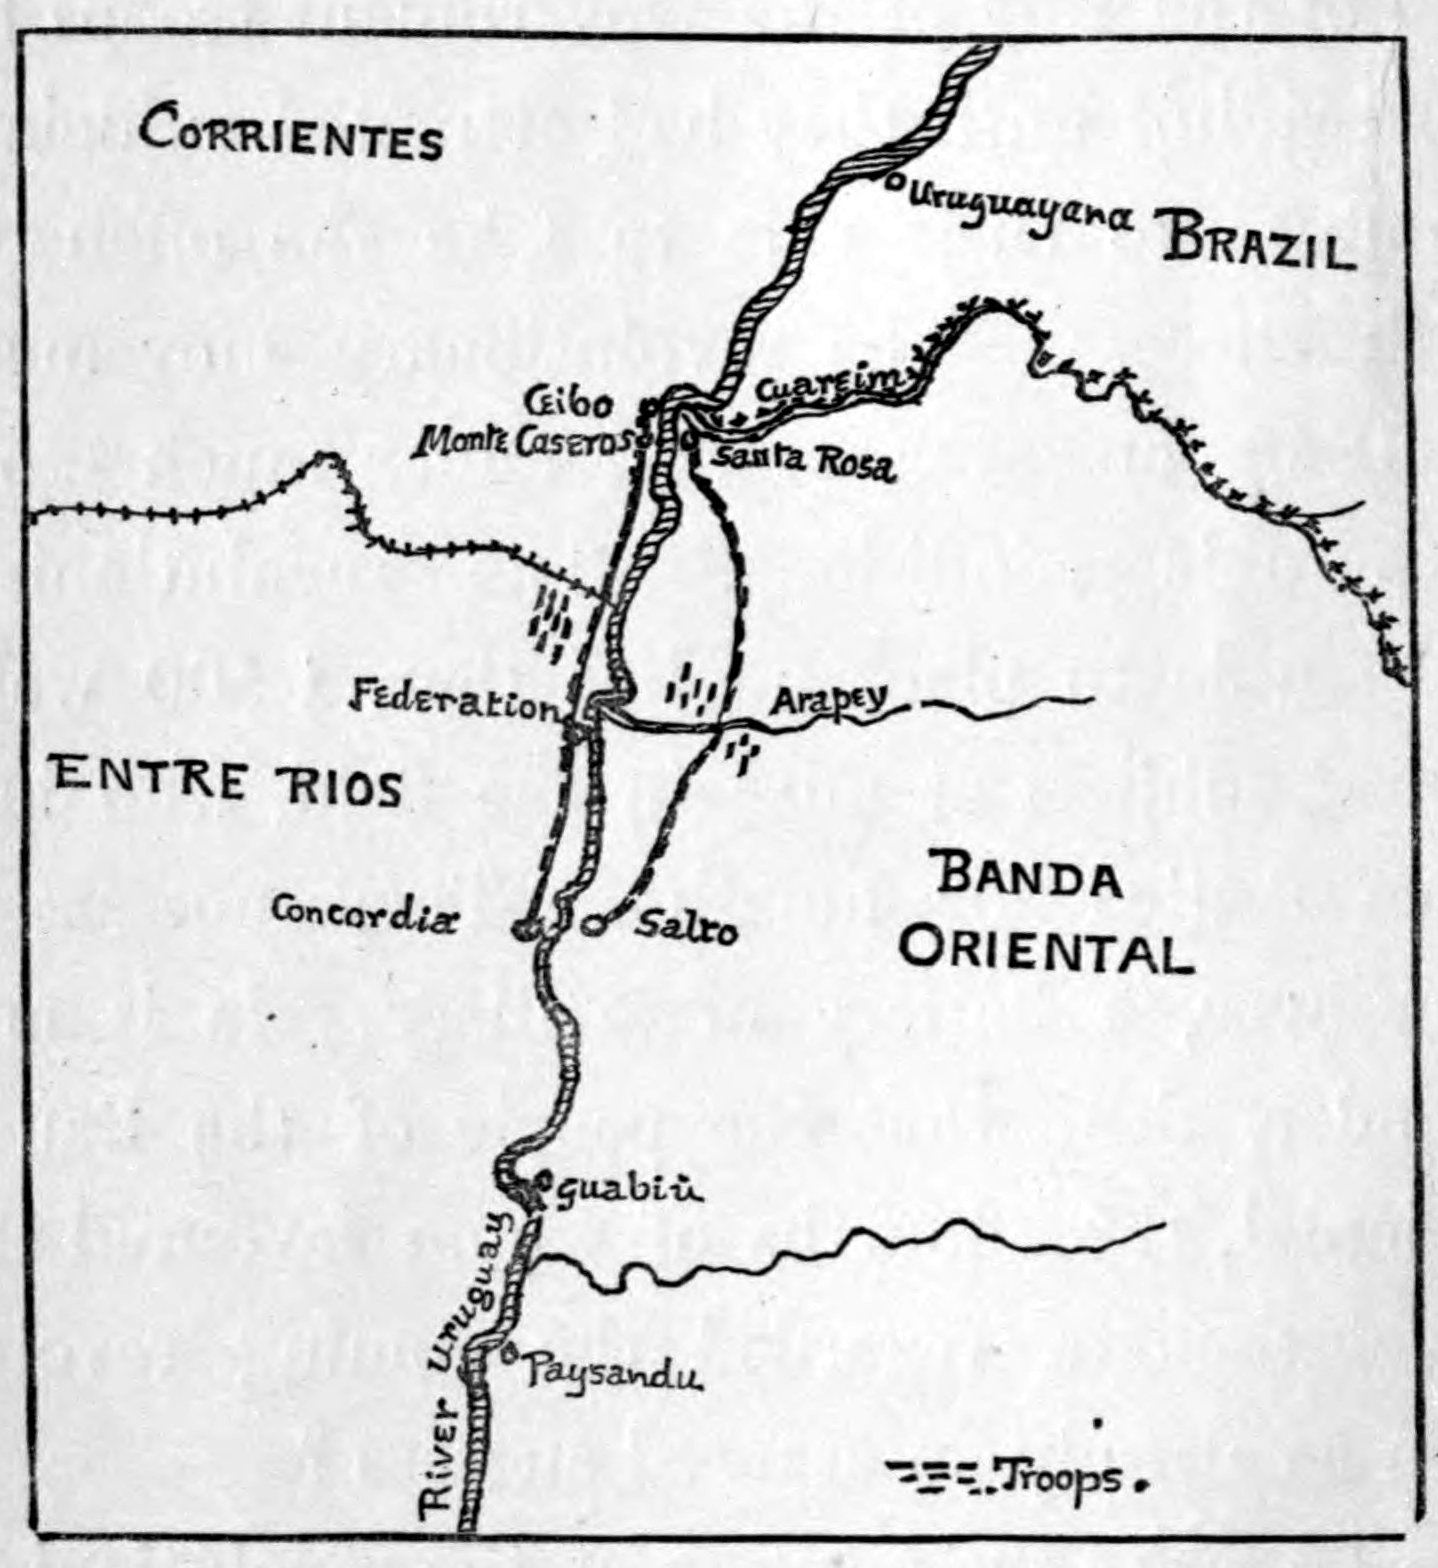 CORRIENTES
Uruguayana
BRAZIL
Cuareim
Ceibo
Monte Caseros
Santa Rosa
Federation
Arapey
ENTRE RIOS
BANDA
ORIENTAL
Concordia
Salto
Guabiù
River Uruguay
Paysandu
Troops.